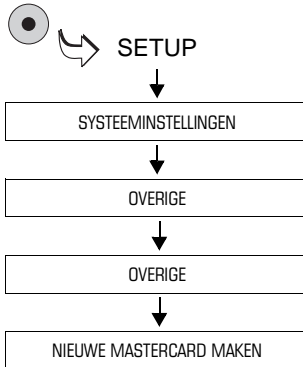 SETUP
SYSTEEMINSTELLINGEN
OVERIGE
OVERIGE
NIEUWE MASTERCARD MAKEN